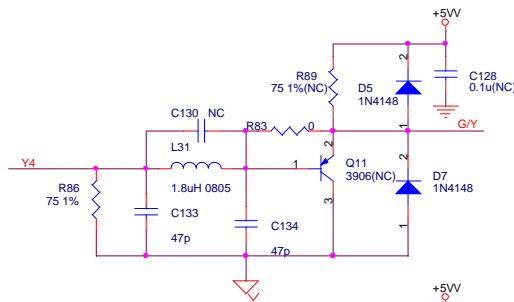 +5VV
R89
75 1%(NC)
2
D5
1N4148
1
C128
0.1u(NC)
C130 NC
R83 0
G/Y
L31
Y4
1
2
Q11
3906(NC)
3
2
D7
1N4148
1
R86
75 1%
1.8uH 0805
C133
47p
C134
47p
+5VV